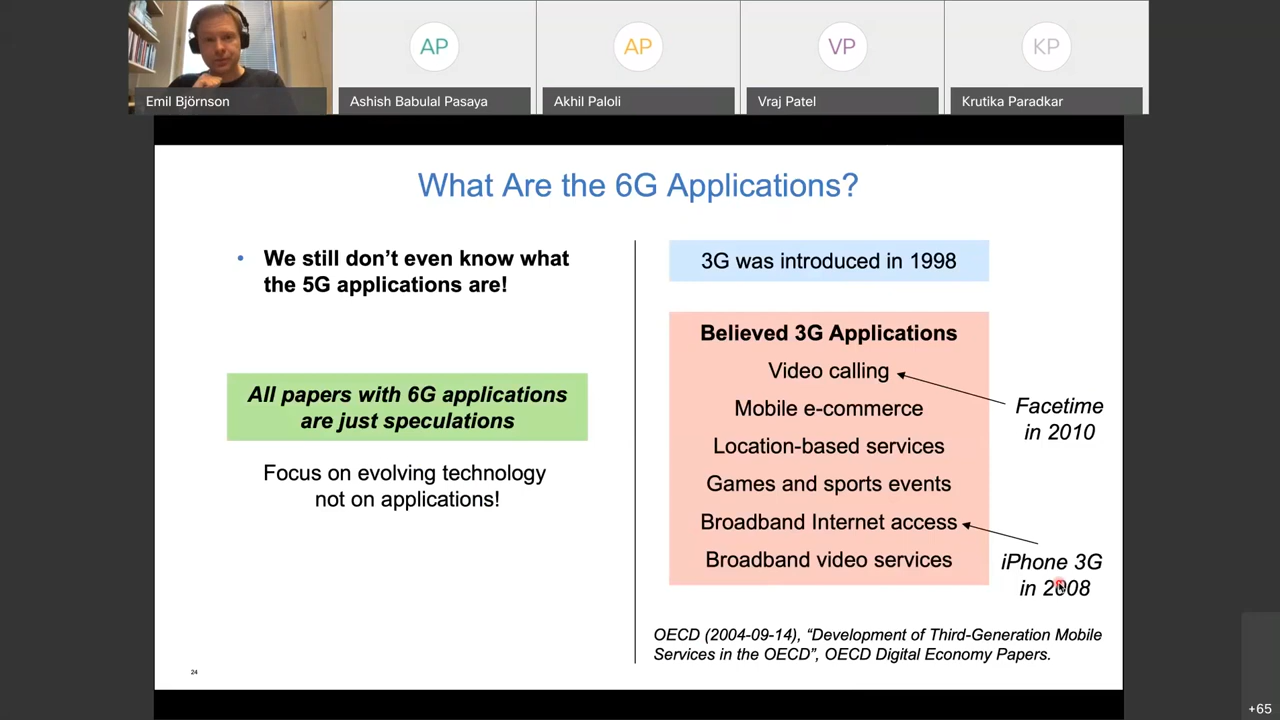 AP
AP
VP
KP
Emil Björnson
Ashish Babulal Pasaya
Akhil Paloli
Vraj Patel
Krutika Paradkar
What Are the 6G Applications?
• We still don’t even know what
the 5G applications are!
All papers with 6G applications
are just speculations
Focus on evolving technology
not on applications!
3G was introduced in 1998
Believed 3G Applications
Video calling
Mobile e-commerce
Location-based services
Games and sports events
Broadband Internet access
Broadband video services
Facetime
in 2010
iPhone 3G
in 2008
OECD (2004-09-14), “Development of Third-Generation Mobile
Services in the OECD”, OECD Digital Economy Papers.
24
+65